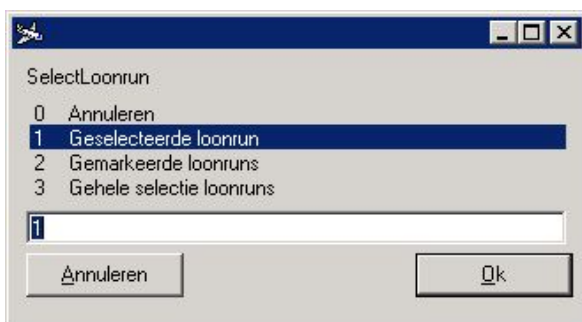 SelectLoonrun
0 Annuleren
1 Geselecteerde loonrun
2 Gemarkeerde loonruns
3 Gehele selectie loonruns
1
Annuleren Ok